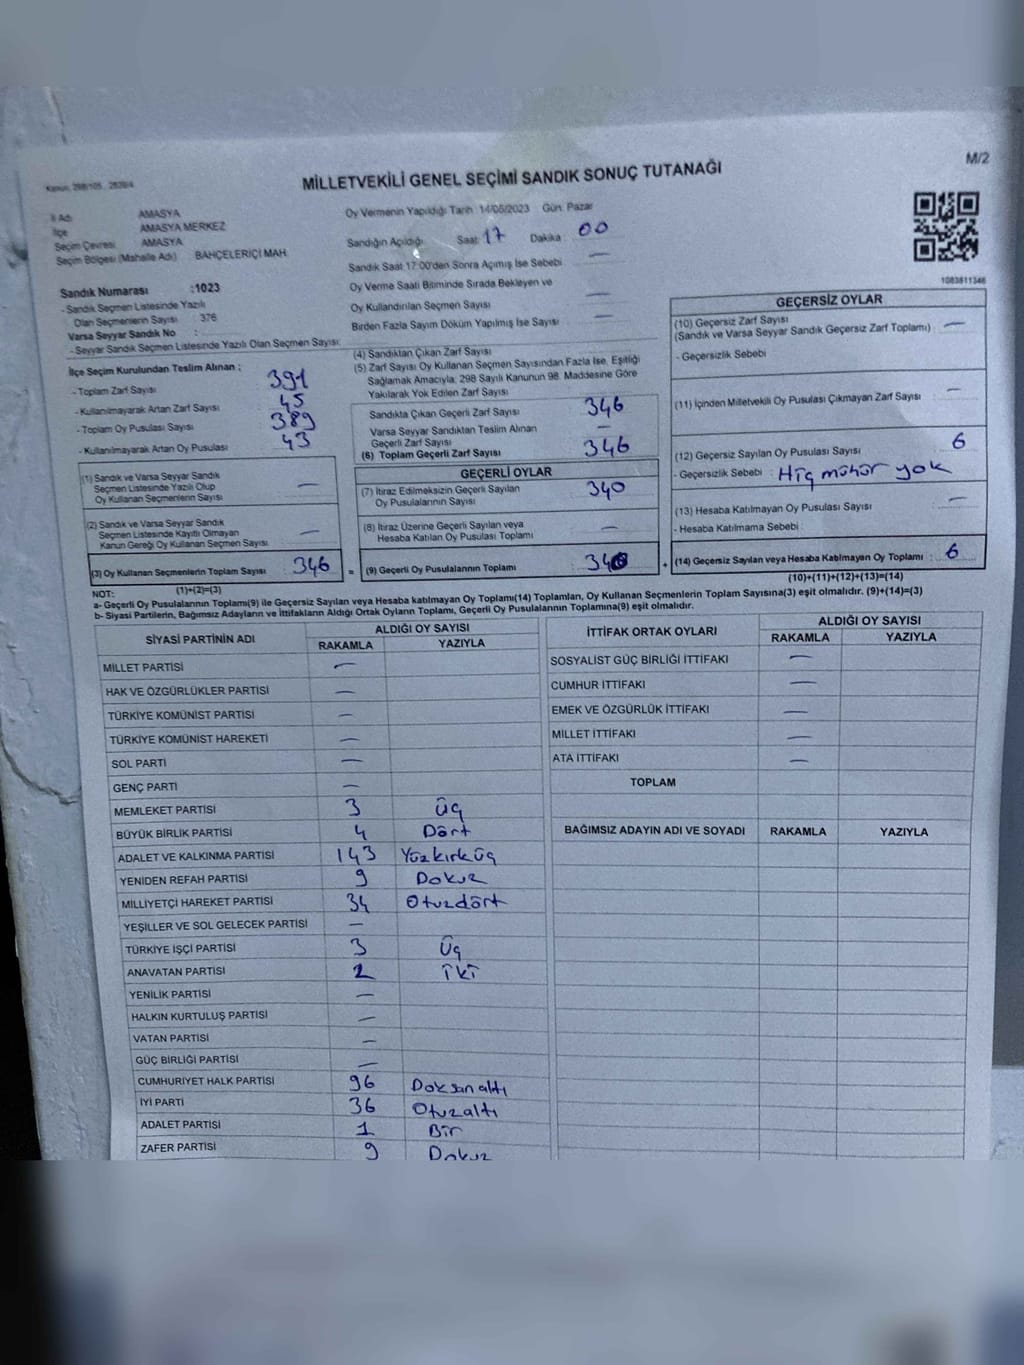 M/2
MİLLETVEKİLİ GENEL SEÇİMİ SANDIK SONUÇ TUTANAĞI
İl Adı AMASYA
İlçe AMASYA MERKEZ
Seçim Çevresi AMASYA
Seçim Bölgesi (Mahalle Adı) BAHÇELERİÇİ MAH.
Oy Vermenin Yapıldığı Tarih : 14/05/2023 Gün: Pazar
Sandığın Açıldığı Saat: 17 Dakika : 00
Sandık Saat 17:00'den Sonra Açılmış İse Sebebi —
Oy Verme Saati Bitiminde Sırada Bekleyen ve
Oy Kullandırılan Seçmen Sayısı —
Birden Fazla Sayım Döküm Yapılmış İse Sayısı —
1083811346
Sandık Numarası :1023
- Sandık Seçmen Listesinde Yazılı
Olan Seçmenlerin Sayısı 376
Varsa Seyyar Sandık No :
- Seyyar Sandık Seçmen Listesinde Yazılı Olan Seçmen Sayısı:
İlçe Seçim Kurulundan Teslim Alınan ;
- Toplam Zarf Sayısı 391
- Kullanılmayarak Artan Zarf Sayısı 45
- Toplam Oy Pusulası Sayısı 389
- Kullanılmayarak Artan Oy Pusulası 43
(1) Sandık ve Varsa Seyyar Sandık
Seçmen Listesinde Yazılı Olup
Oy Kullanan Seçmenlerin Sayısı —
(2) Sandık ve Varsa Seyyar Sandık
Seçmen Listesinde Kayıtlı Olmayan
Kanun Gereği Oy Kullanan Seçmen Sayısı —
(3) Oy Kullanan Seçmenlerin Toplam Sayısı : 346
(1)+(2)=(3)
(4) Sandıktan Çıkan Zarf Sayısı
(5) Zarf Sayısı Oy Kullanan Seçmen Sayısından Fazla İse, Eşitliği
Sağlamak Amacıyla, 298 Sayılı Kanunun 98. Maddesine Göre
Yakılarak Yok Edilen Zarf Sayısı
Sandıkta Çıkan Geçerli Zarf Sayısı 346
Varsa Seyyar Sandıktan Teslim Alınan
Geçerli Zarf Sayısı —
(6) Toplam Geçerli Zarf Sayısı 346
GEÇERLİ OYLAR
(7) İtiraz Edilmeksizin Geçerli Sayılan
Oy Pusulalarının Sayısı 340
(8) İtiraz Üzerine Geçerli Sayılan veya
Hesaba Katılan Oy Pusulası Toplamı —
= (9) Geçerli Oy Pusulalarının Toplamı 340
GEÇERSİZ OYLAR
(10) Geçersiz Zarf Sayısı
(Sandık ve Varsa Seyyar Sandık Geçersiz Zarf Toplamı) : —
- Geçersizlik Sebebi
(11) İçinden Milletvekili Oy Pusulası Çıkmayan Zarf Sayısı —
(12) Geçersiz Sayılan Oy Pusulası Sayısı 6
- Geçersizlik Sebebi : Hiç mühür yok
(13) Hesaba Katılmayan Oy Pusulası Sayısı —
- Hesaba Katılmama Sebebi :
+ (14) Geçersiz Sayılan veya Hesaba Katılmayan Oy Toplamı : 6
(10)+(11)+(12)+(13)=(14)
NOT:
a- Geçerli Oy Pusulalarının Toplamı(9) ile Geçersiz Sayılan veya Hesaba katılmayan Oy Toplamı(14) Toplamları, Oy Kullanan Seçmenlerin Toplam Sayısına(3) eşit olmalıdır. (9)+(14)=(3)
b- Siyasi Partilerin, Bağımsız Adayların ve İttifakların Aldığı Oyların Toplamı, Geçerli Oy Pusulalarının Toplamına(9) eşit olmalıdır.
SİYASİ PARTİNİN ADI ALDIĞI OY SAYISI
RAKAMLA YAZIYLA
MİLLET PARTİSİ —
HAK VE ÖZGÜRLÜKLER PARTİSİ —
TÜRKİYE KOMÜNİST PARTİSİ —
TÜRKİYE KOMÜNİST HAREKETİ —
SOL PARTİ —
GENÇ PARTİ —
MEMLEKET PARTİSİ 3 üç
BÜYÜK BİRLİK PARTİSİ 4 Dört
ADALET VE KALKINMA PARTİSİ 143 Yüzkırküç
YENİDEN REFAH PARTİSİ 9 Dokuz
MİLLİYETÇİ HAREKET PARTİSİ 34 Otuzdört
YEŞİLLER VE SOL GELECEK PARTİSİ —
TÜRKİYE İŞÇİ PARTİSİ 3 Üç
ANAVATAN PARTİSİ 2 İki
YENİLİK PARTİSİ —
HALKIN KURTULUŞ PARTİSİ —
VATAN PARTİSİ —
GÜÇ BİRLİĞİ PARTİSİ —
CUMHURİYET HALK PARTİSİ 96 Doksanaltı
İYİ PARTİ 36 Otuzaltı
ADALET PARTİSİ 1 Bir
ZAFER PARTİSİ 9 Dokuz
İTTİFAK ORTAK OYLARI ALDIĞI OY SAYISI
RAKAMLA YAZIYLA
SOSYALİST GÜÇ BİRLİĞİ İTTİFAKI —
CUMHUR İTTİFAKI —
EMEK VE ÖZGÜRLÜK İTTİFAKI —
MİLLET İTTİFAKI —
ATA İTTİFAKI —
TOPLAM
BAĞIMSIZ ADAYIN ADI VE SOYADI RAKAMLA YAZIYLA